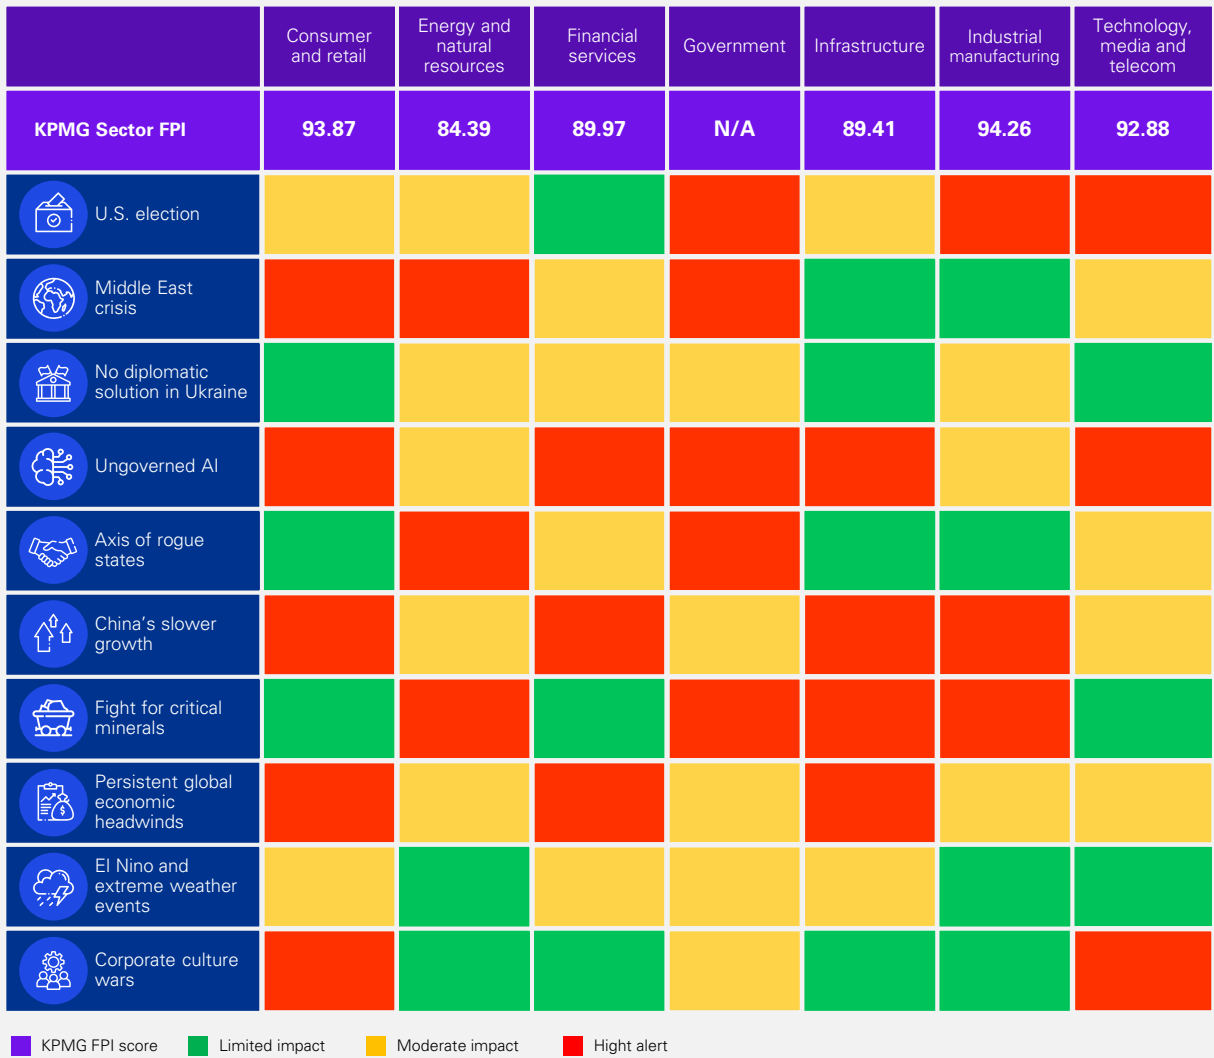 Consumer
and retail
Energy and
natural
resources
Financial
services
Government
Infrastructure
Industrial
manufacturing
Technology,
media and
telecom
KPMG Sector FPI
93.87
84.39
89.97
N/A
89.41
94.26
92.88
U.S. election
Middle East
crisis
No diplomatic
solution in Ukraine
Ungoverned AI
Axis of rogue
states
China's slower
growth
Fight for critical
minerals
Persistent global
economic
headwinds
El Nino and
extreme weather
events
Corporate culture
wars
KPMG FPI score
Limited impact
Moderate impact
Hight alert